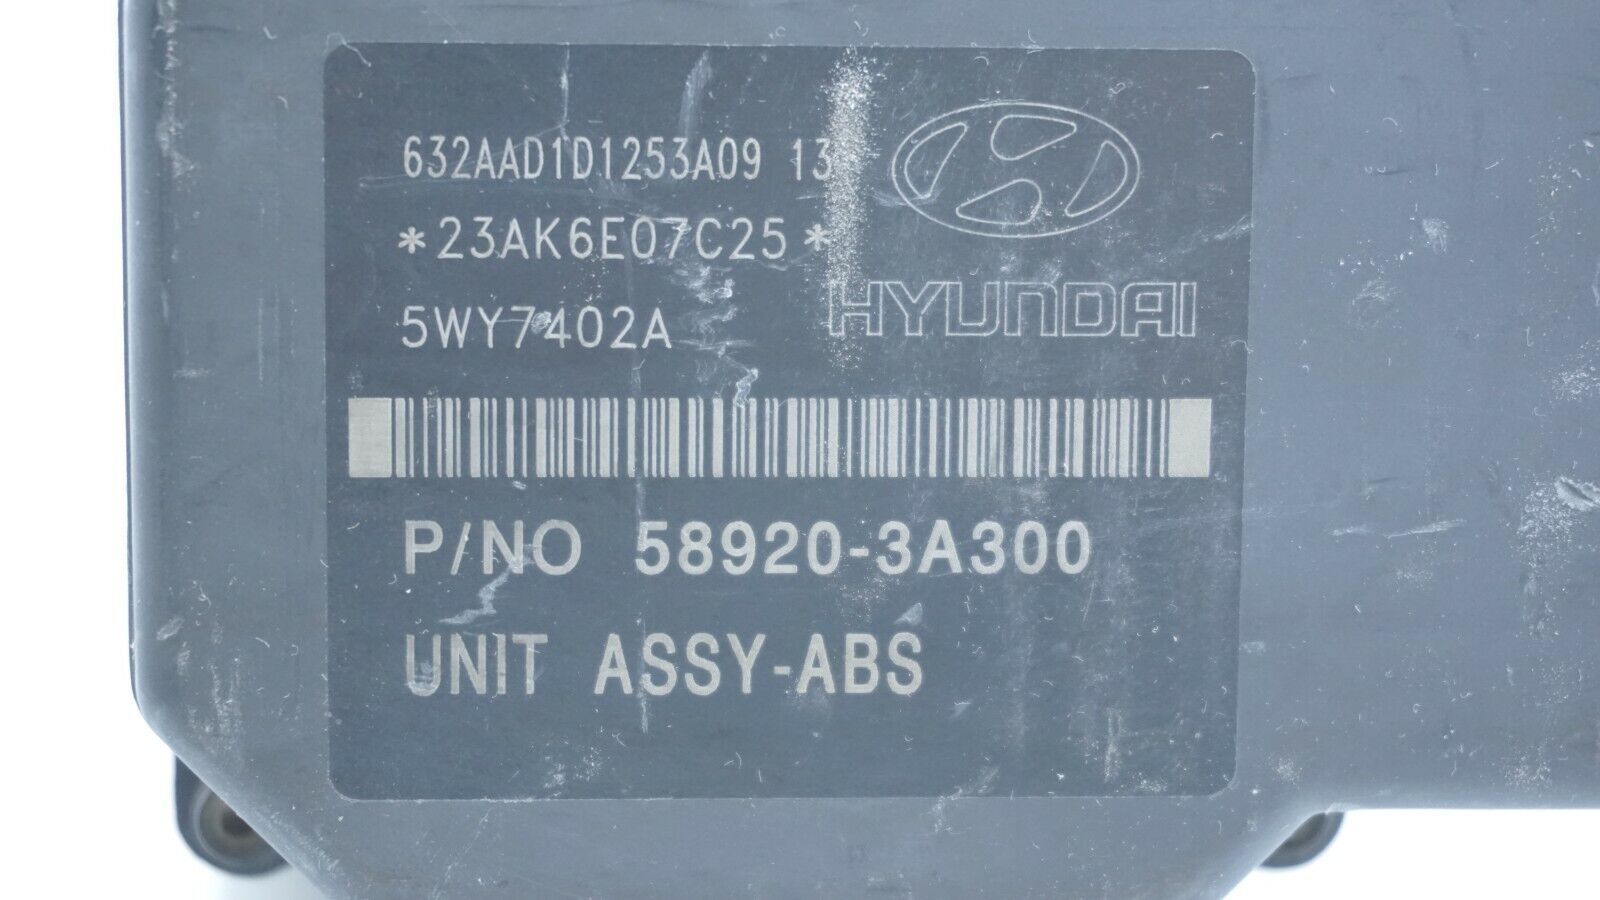 632AAD1D1253A09 13
*23AK6E07C25*
5WY7402A
HYUNDAI
P/NO 58920-3A300
UNIT ASSY-ABS